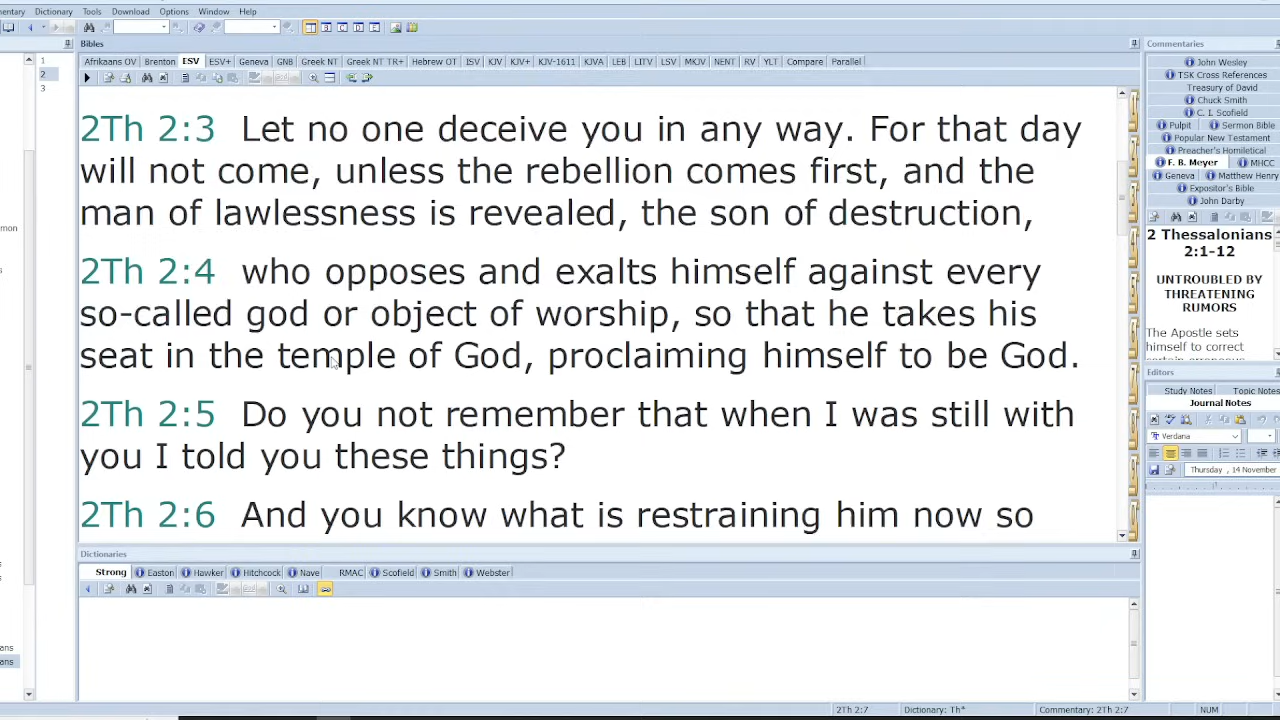 mentary Dictionary Tools Download Options Window Help
Bibles
Afrikaans OV Brenton ESV ESV+ Geneva GNB Greek NT Greek NT TR+ Hebrew OT ISV KJV KJV+ KJV-1611 KJVA LEB LITV LSV MKJV NENT RV YLT Compare Parallel
1
2
3
2Th 2:3 Let no one deceive you in any way. For that day
will not come, unless the rebellion comes first, and the
man of lawlessness is revealed, the son of destruction,
2Th 2:4 who opposes and exalts himself against every
so-called god or object of worship, so that he takes his
seat in the temple of God, proclaiming himself to be God.
2Th 2:5 Do you not remember that when I was still with
you I told you these things?
2Th 2:6 And you know what is restraining him now so
mon
s
s
s
ans
ans
Dictionaries
Strong Easton Hawker Hitchcock Nave RMAC Scofield Smith Webster
Commentaries
John Wesley
TSK Cross References
Treasury of David
Chuck Smith
C. I. Scofield
Pulpit Sermon Bible
Popular New Testament
Preacher's Homiletical
F. B. Meyer MHCC
Geneva Matthew Henry
Expositor's Bible
John Darby
2 Thessalonians
2:1-12
UNTROUBLED BY
THREATENING
RUMORS
The Apostle sets
himself to correct
certain erroneous
Editors
Study Notes Topic Notes
Journal Notes
Verdana
Thursday , 14 November
2Th 2:7 Dictionary: Th* Commentary: 2Th 2:7 NUM